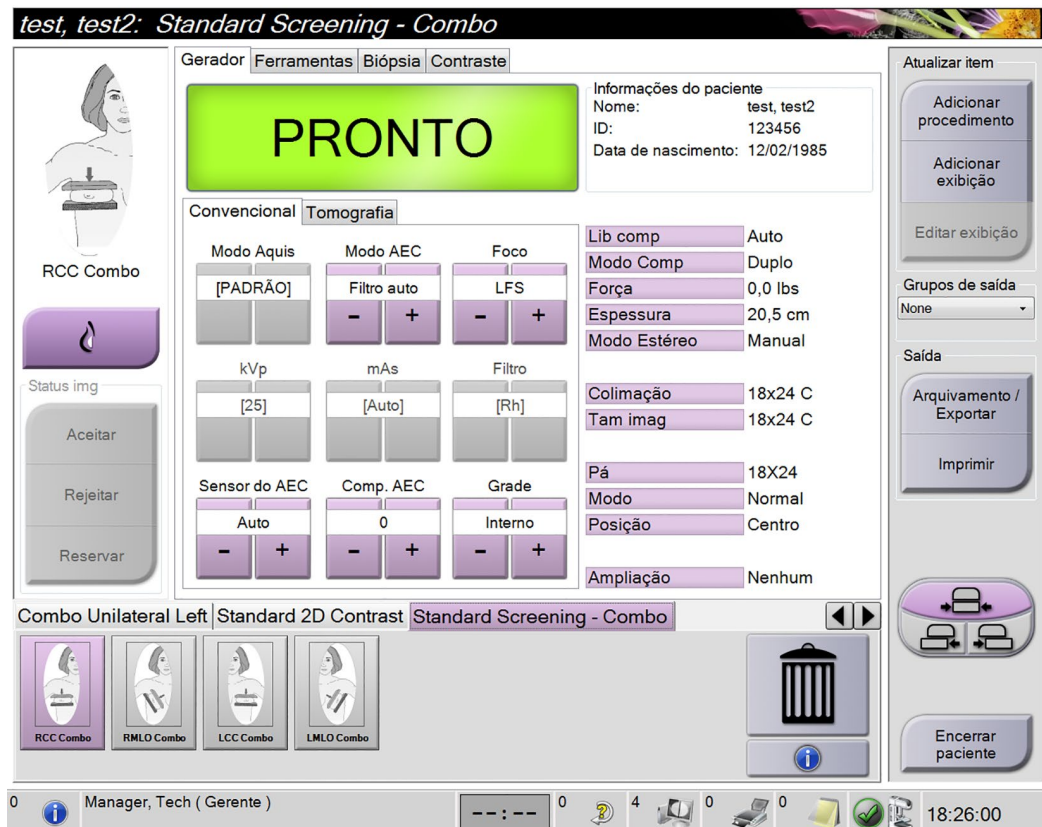 test, test2: Standard Screening - Combo
Gerador Ferramentas Biópsia Contraste
PRONTO
Informações do paciente
Nome: test, test2
ID: 123456
Data de nascimento: 12/02/1985
RCC Combo
Status img
Aceitar
Rejeitar
Reservar
Convencional Tomografia
Modo Aquis Modo AEC Foco
[PADRÃO] Filtro auto LFS
- + - +
kVp mAs Filtro
[25] [Auto] [Rh]
Sensor do AEC Comp. AEC Grade
Auto 0 Interno
- + - + - +
Lib comp Auto
Modo Comp Duplo
Força 0,0 lbs
Espessura 20,5 cm
Modo Estéreo Manual
Colimação 18x24 C
Tam imag 18x24 C
Pá 18X24
Modo Normal
Posição Centro
Ampliação Nenhum
Atualizar item
Adicionar
procedimento
Adicionar
exibição
Editar exibição
Grupos de saída
None
Saída
Arquivamento /
Exportar
Imprimir
Encerrar
paciente
Combo Unilateral Left Standard 2D Contrast Standard Screening - Combo
RCC Combo RMLO Combo LCC Combo LMLO Combo
0 Manager, Tech ( Gerente ) --:-- 0 4 0 0 18:26:00